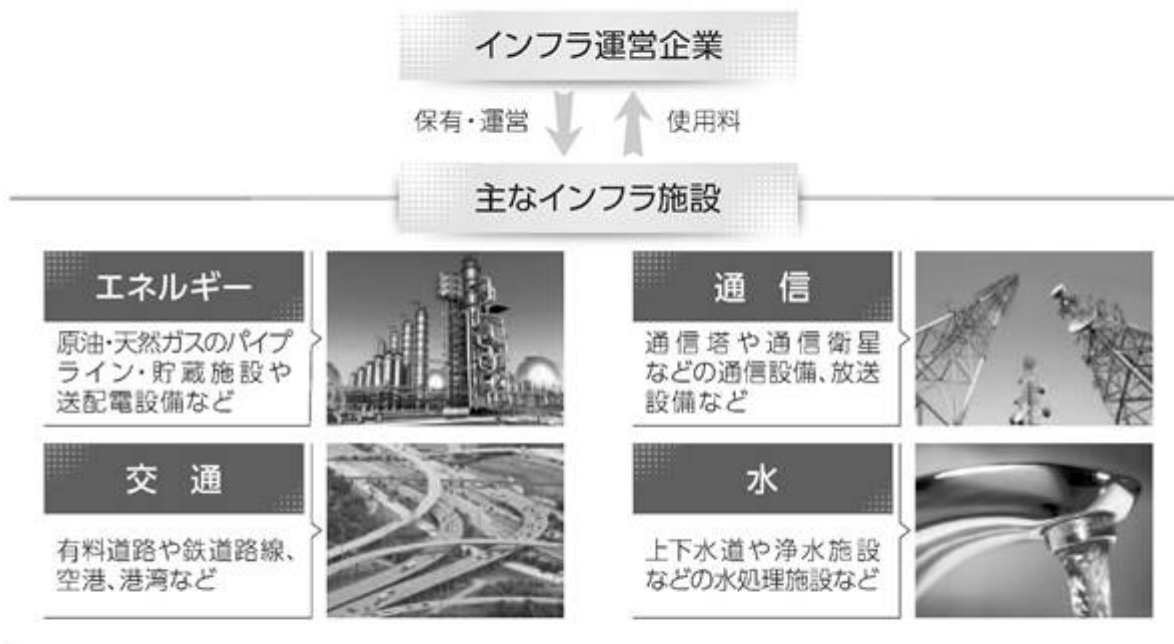 インフラ運営企業
保有・運営
使用料
主なインフラ施設
エネルギー
原油・天然ガスのパイプ
ライン・貯蔵施設や
送配電設備など
通 信
通信塔や通信衛星
などの通信設備、放送
設備など
交 通
有料道路や鉄道路線、
空港、港湾など
水
上下水道や浄水施設
などの水処理施設など